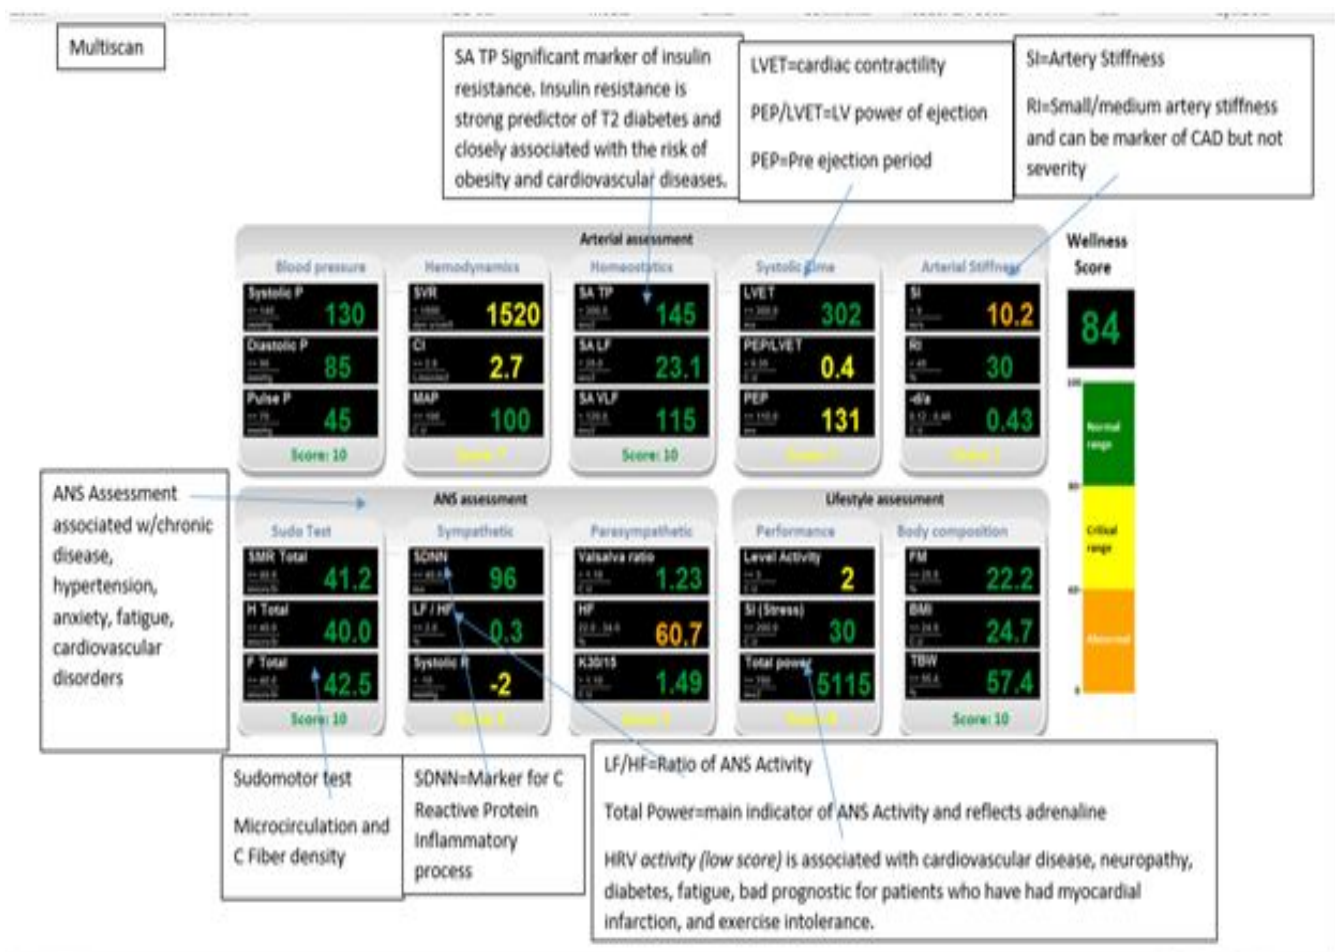 Multiscan
SA TP Significant marker of insulin
resistance. Insulin resistance is
strong predictor of T2 diabetes and
closely associated with the risk of
obesity and cardiovascular diseases.
LVET=cardiac contractility
PEP/LVET=LV power of ejection
PEP=Pre ejection period
SI=Artery Stiffness
RI=Small/medium artery stiffness
and can be marker of CAD but not
severity
Arterial assessment
Blood pressure
Systolic P
130
Diastolic P
85
Pulse P
45
Score: 10
Hemodynamics
SVR
1520
CI
2.7
MAP
100
Homeostatics
SA TP
145
SA LF
23.1
SA VLF
115
Score: 10
Systolic Time
LVET
302
PEP/LVET
0.4
PEP
131
Arterial Stiffness
SI
10.2
RI
30
-d/a
0.43
Wellness
Score
84
100
Normal
range
80
Critical
range
60
Abnormal
0
ANS Assessment
associated w/chronic
disease,
hypertension,
anxiety, fatigue,
cardiovascular
disorders
ANS assessment
Sudo Test
SMR Total
41.2
H Total
40.0
F Total
42.5
Score: 10
Sympathetic
SDNN
96
LF / HF
0.3
Systolic R
-2
Parasympathetic
Valsalva ratio
1.23
HF
60.7
K30/15
1.49
Lifestyle assessment
Performance
Level Activity
2
SI (Stress)
30
Total power
5115
Body composition
FM
22.2
BMI
24.7
TBW
57.4
Score: 10
Sudomotor test
Microcirculation and
C Fiber density
SDNN=Marker for C
Reactive Protein
Inflammatory
process
LF/HF=Ratio of ANS Activity
Total Power=main indicator of ANS Activity and reflects adrenaline
HRV activity (low score) is associated with cardiovascular disease, neuropathy,
diabetes, fatigue, bad prognostic for patients who have had myocardial
infarction, and exercise intolerance.